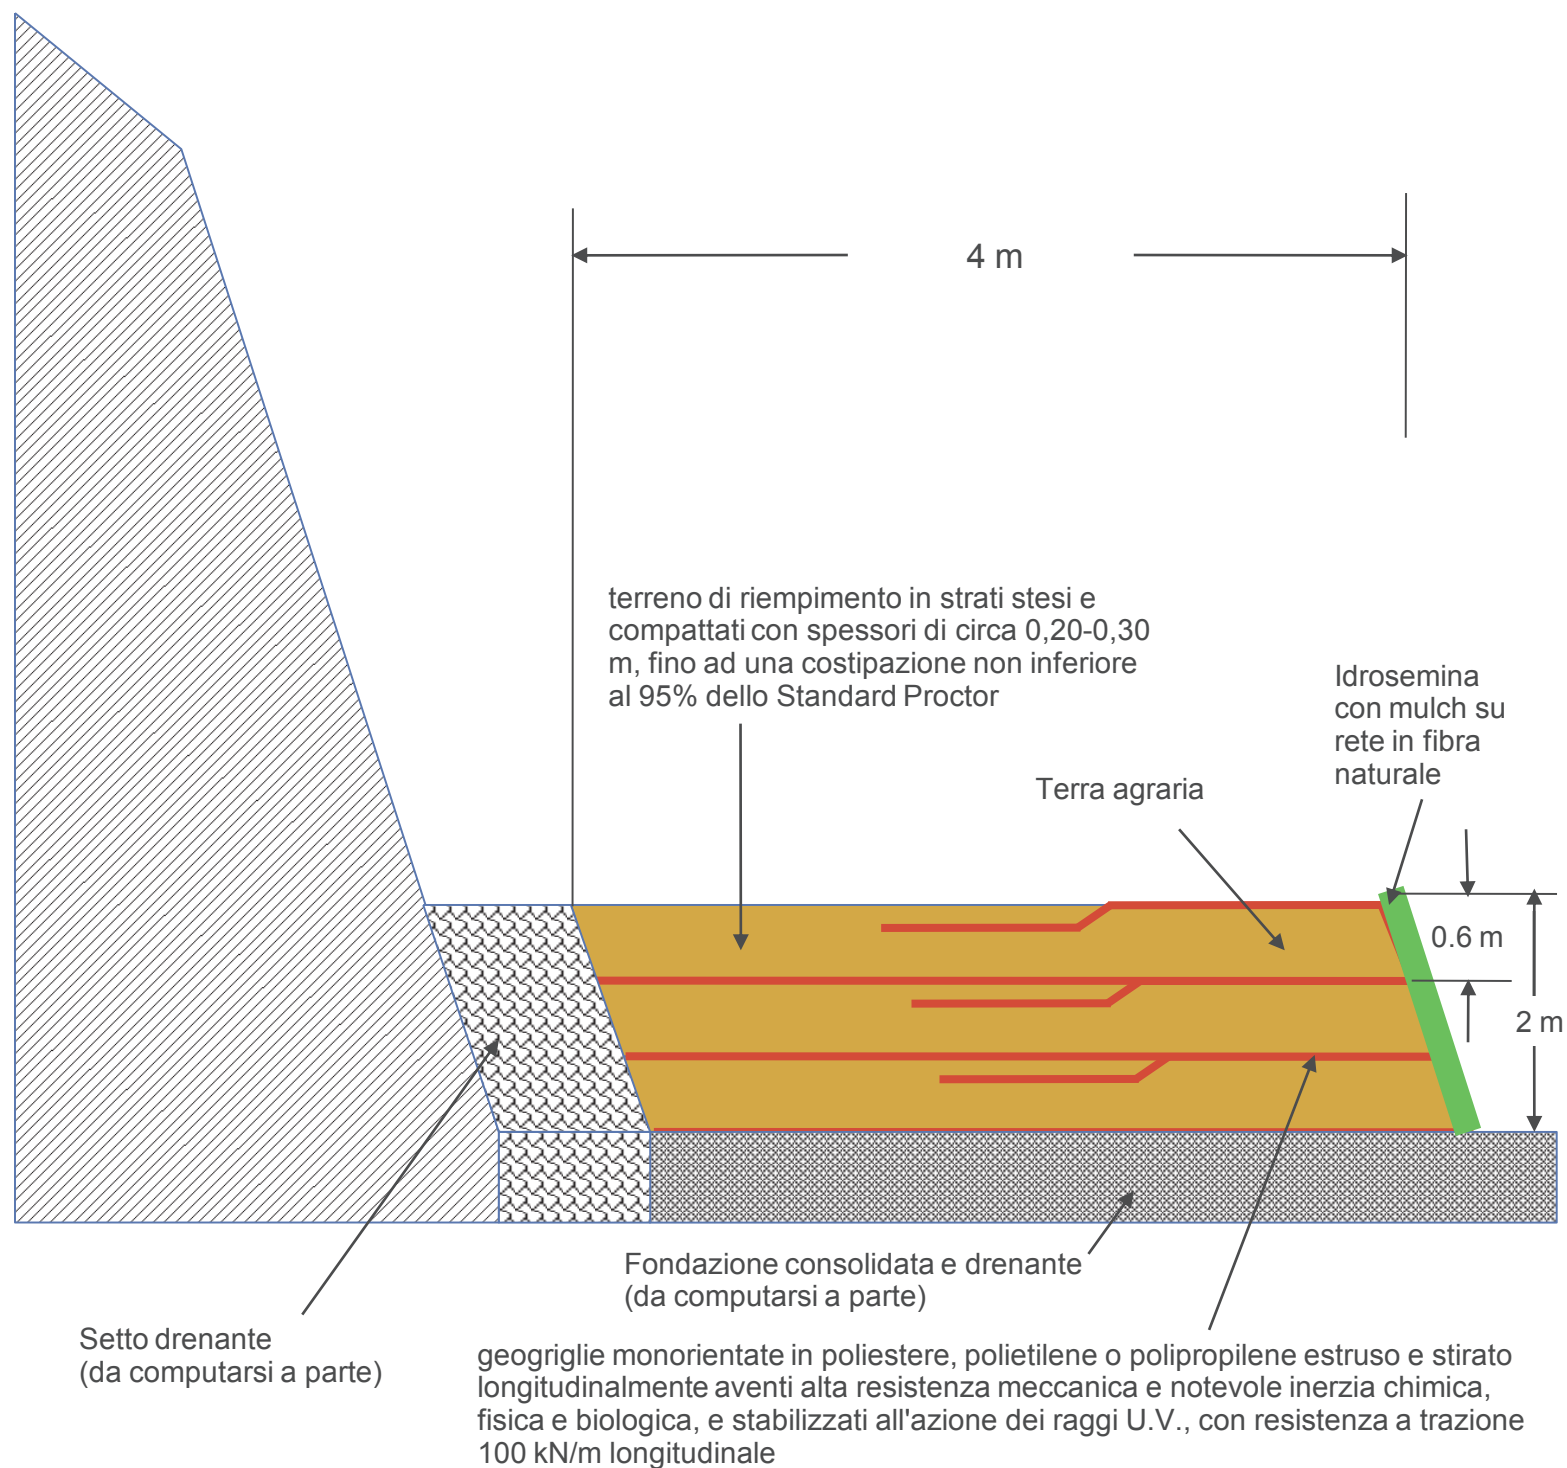 4 m
terreno di riempimento in strati stesi e
compattati con spessori di circa 0,20-0,30
m, fino ad una costipazione non inferiore
al 95% dello Standard Proctor
Idrosemina
con mulch su
rete in fibra
naturale
Terra agraria
0.6 m
2 m
Fondazione consolidata e drenante
(da computarsi a parte)
Setto drenante
(da computarsi a parte)
geogriglie monorientate in poliestere, polietilene o polipropilene estruso e stirato
longitudinalmente aventi alta resistenza meccanica e notevole inerzia chimica,
fisica e biologica, e stabilizzati all'azione dei raggi U.V., con resistenza a trazione
100 kN/m longitudinale